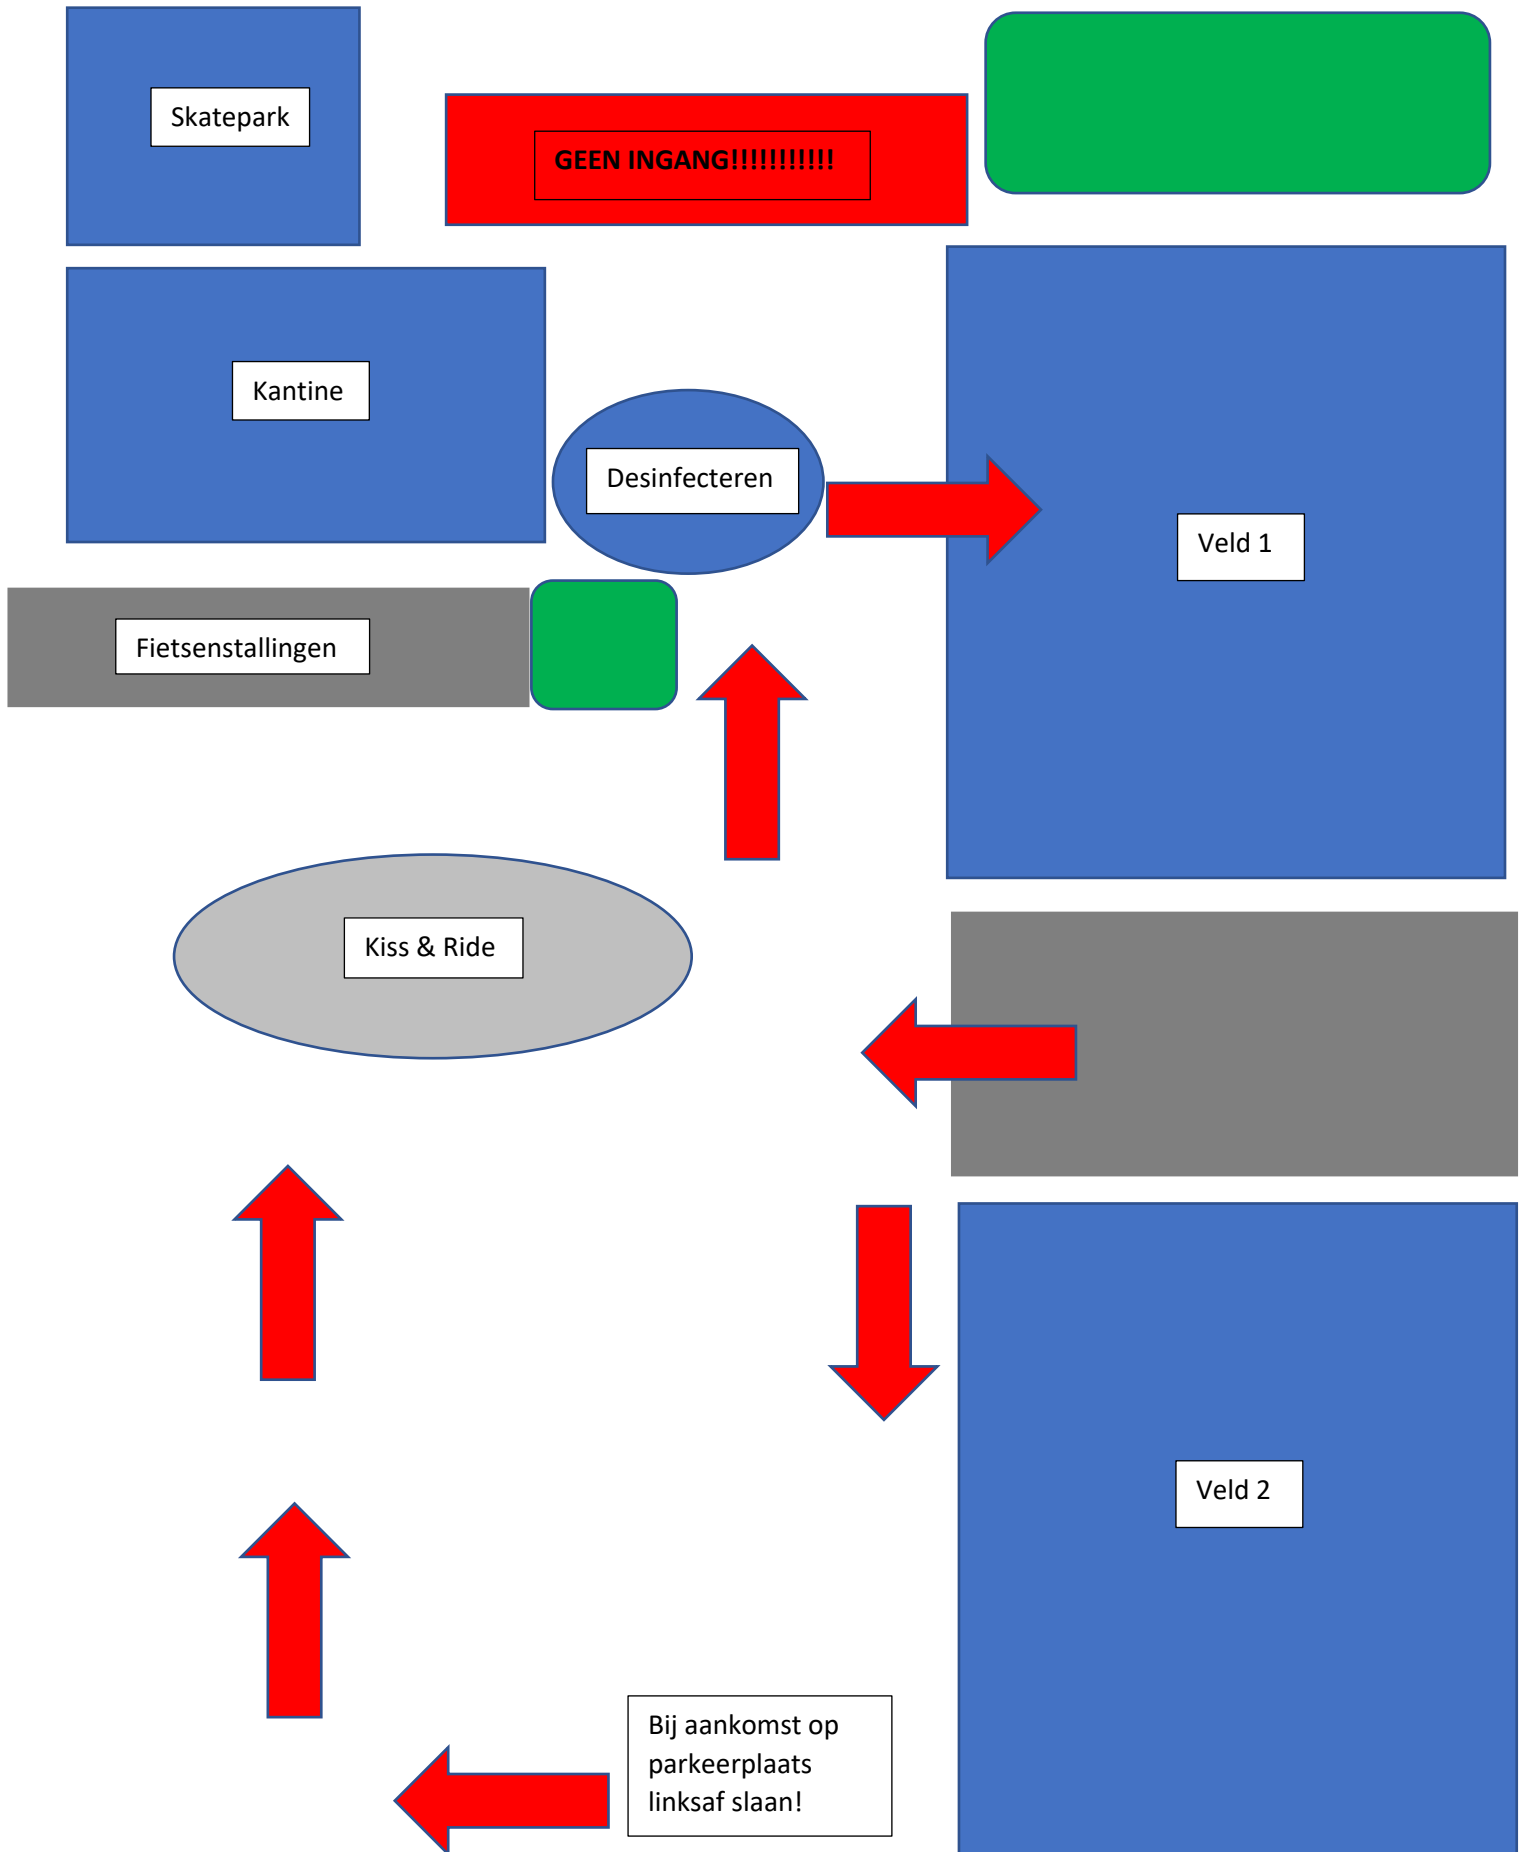 Skatepark
GEEN INGANG!!!!!!!!!!!
Kantine
Desinfecteren
Veld 1
Fietsenstallingen
Kiss & Ride
Veld 2
Bij aankomst op
parkeerplaats
linksaf slaan!